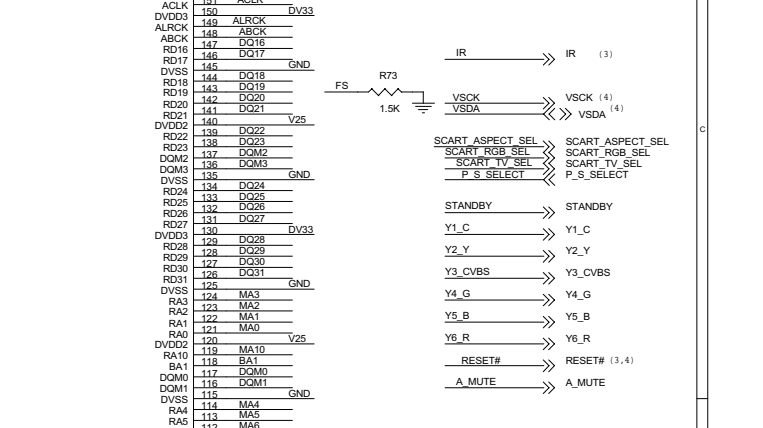 ACLK 151 ACLK
DVDD3 150 DV33
ALRCK 149 ALRCK
ABCK 148 ABCK
RD16 147 DQ16
RD17 146 DQ17
DVSS 145 GND
RD18 144 DQ18
RD19 143 DQ19
RD20 142 DQ20
RD21 141 DQ21
DVDD2 140 V25
RD22 139 DQ22
RD23 138 DQ23
DQM2 137 DQM2
DQM3 136 DQM3
DVSS 135 GND
RD24 134 DQ24
RD25 133 DQ25
RD26 132 DQ26
RD27 131 DQ27
DVDD3 130 DV33
RD28 129 DQ28
RD29 128 DQ29
RD30 127 DQ30
RD31 126 DQ31
DVSS 125 GND
RA3 124 MA3
RA2 123 MA2
RA1 122 MA1
RA0 121 MA0
DVDD2 120 V25
RA10 119 MA10
BA1 118 BA1
DQM0 117 DQM0
DQM1 116 DQM1
DVSS 115 GND
RA4 114 MA4
RA5 113 MA5
112 MA6
FS
R73
1.5K
IR IR (3)
VSCK VSCK (4)
VSDA VSDA (4)
SCART_ASPECT_SEL SCART_ASPECT_SEL
SCART_RGB_SEL SCART_RGB_SEL
SCART_TV_SEL SCART_TV_SEL
P_S_SELECT P_S_SELECT
STANDBY STANDBY
Y1_C Y1_C
Y2_Y Y2_Y
Y3_CVBS Y3_CVBS
Y4_G Y4_G
Y5_B Y5_B
Y6_R Y6_R
RESET# RESET# (3,4)
A_MUTE A_MUTE
C